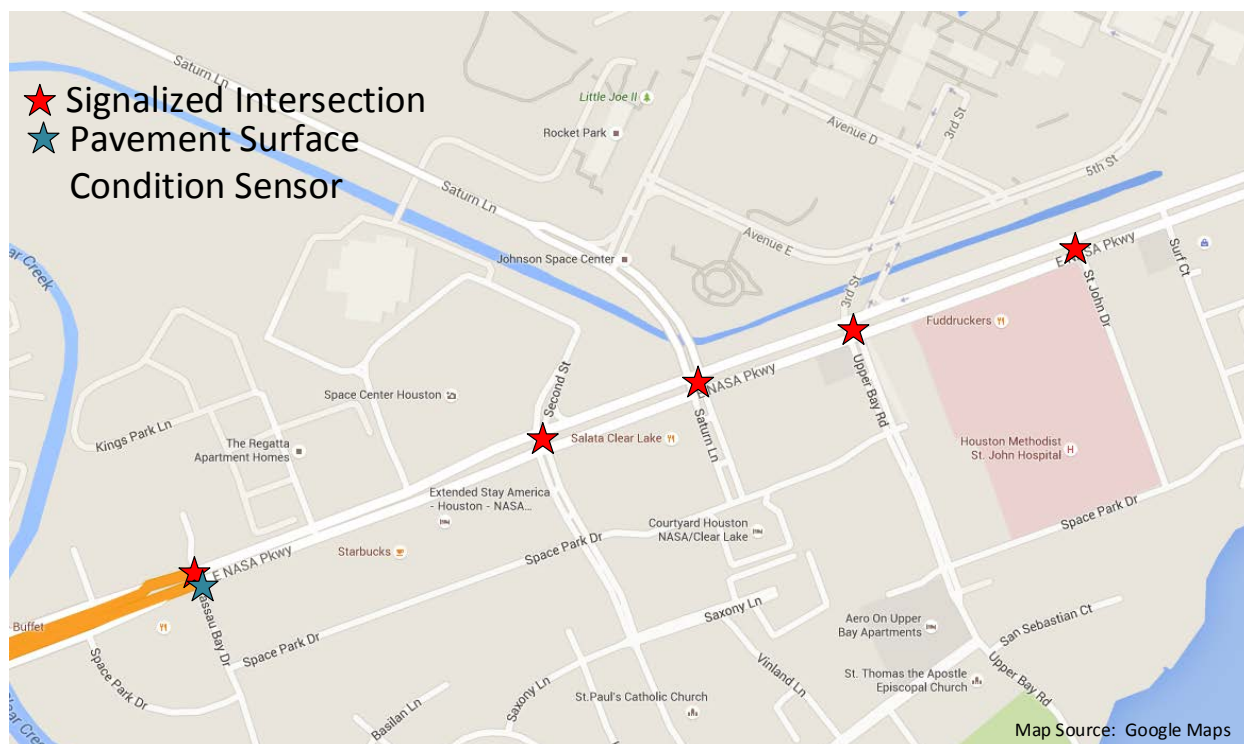 Saturn Ln
Signalized Intersection
Pavement Surface
Condition Sensor
Little Joe II
Rocket Park
Avenue D
3rd St
5th St
Saturn Ln
Avenue E
Johnson Space Center
E NASA Pkwy
Surf Ct
Creek
3rd St
St John Dr
Fuddruckers
Second St
E NASA Pkwy
Upper Bay Rd
Space Center Houston
Kings Park Ln
The Regatta
Apartment Homes
Salata Clear Lake
Saturn Ln
Houston Methodist
St. John Hospital
Extended Stay America
- Houston - NASA...
Courtyard Houston
NASA/Clear Lake
Space Park Dr
Starbucks
Space Park Dr
E NASA Pkwy
assau Bay Dr
Buffet
Saxony Ln
Aero On Upper
Bay Apartments
San Sebastian Ct
Space Park Dr
Space Park Dr
Vinland Ln
Upper Bay Rd
St. Thomas the Apostle
Episcopal Church
Saxony Ln
St.Paul's Catholic Church
Basilan Ln
Map Source: Google Maps